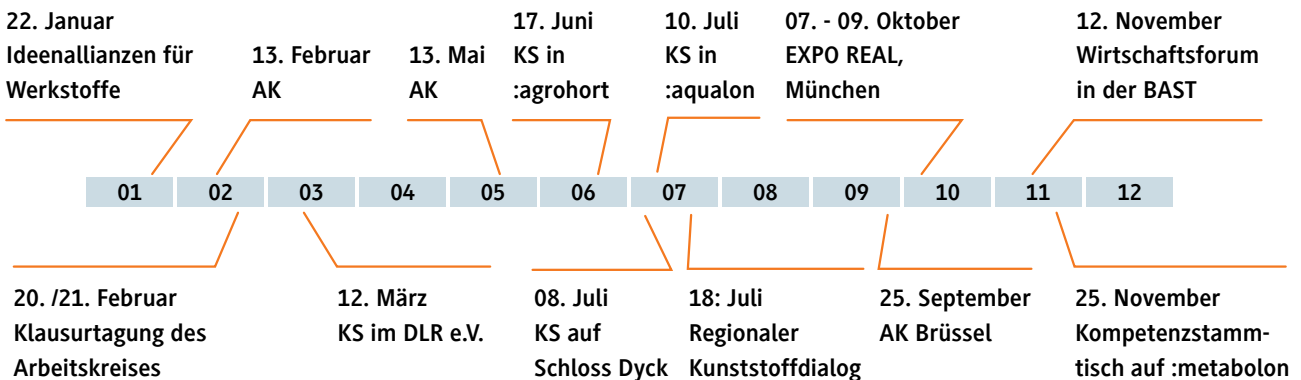 22. Januar
Ideenallianzen für
Werkstoffe
13. Februar
AK
13. Mai
AK
17. Juni
KS in
:agrohort
10. Juli
KS in
:aqualon
07. - 09. Oktober
EXPO REAL,
München
12. November
Wirtschaftsforum
in der BAST
01 02 03 04 05 06 07 08 09 10 11 12
20. /21. Februar
Klausurtagung des
Arbeitskreises
12. März
KS im DLR e.V.
08. Juli
KS auf
Schloss Dyck
18: Juli
Regionaler
Kunststoffdialog
25. September
AK Brüssel
25. November
Kompetenzstamm-
tisch auf :metabolon